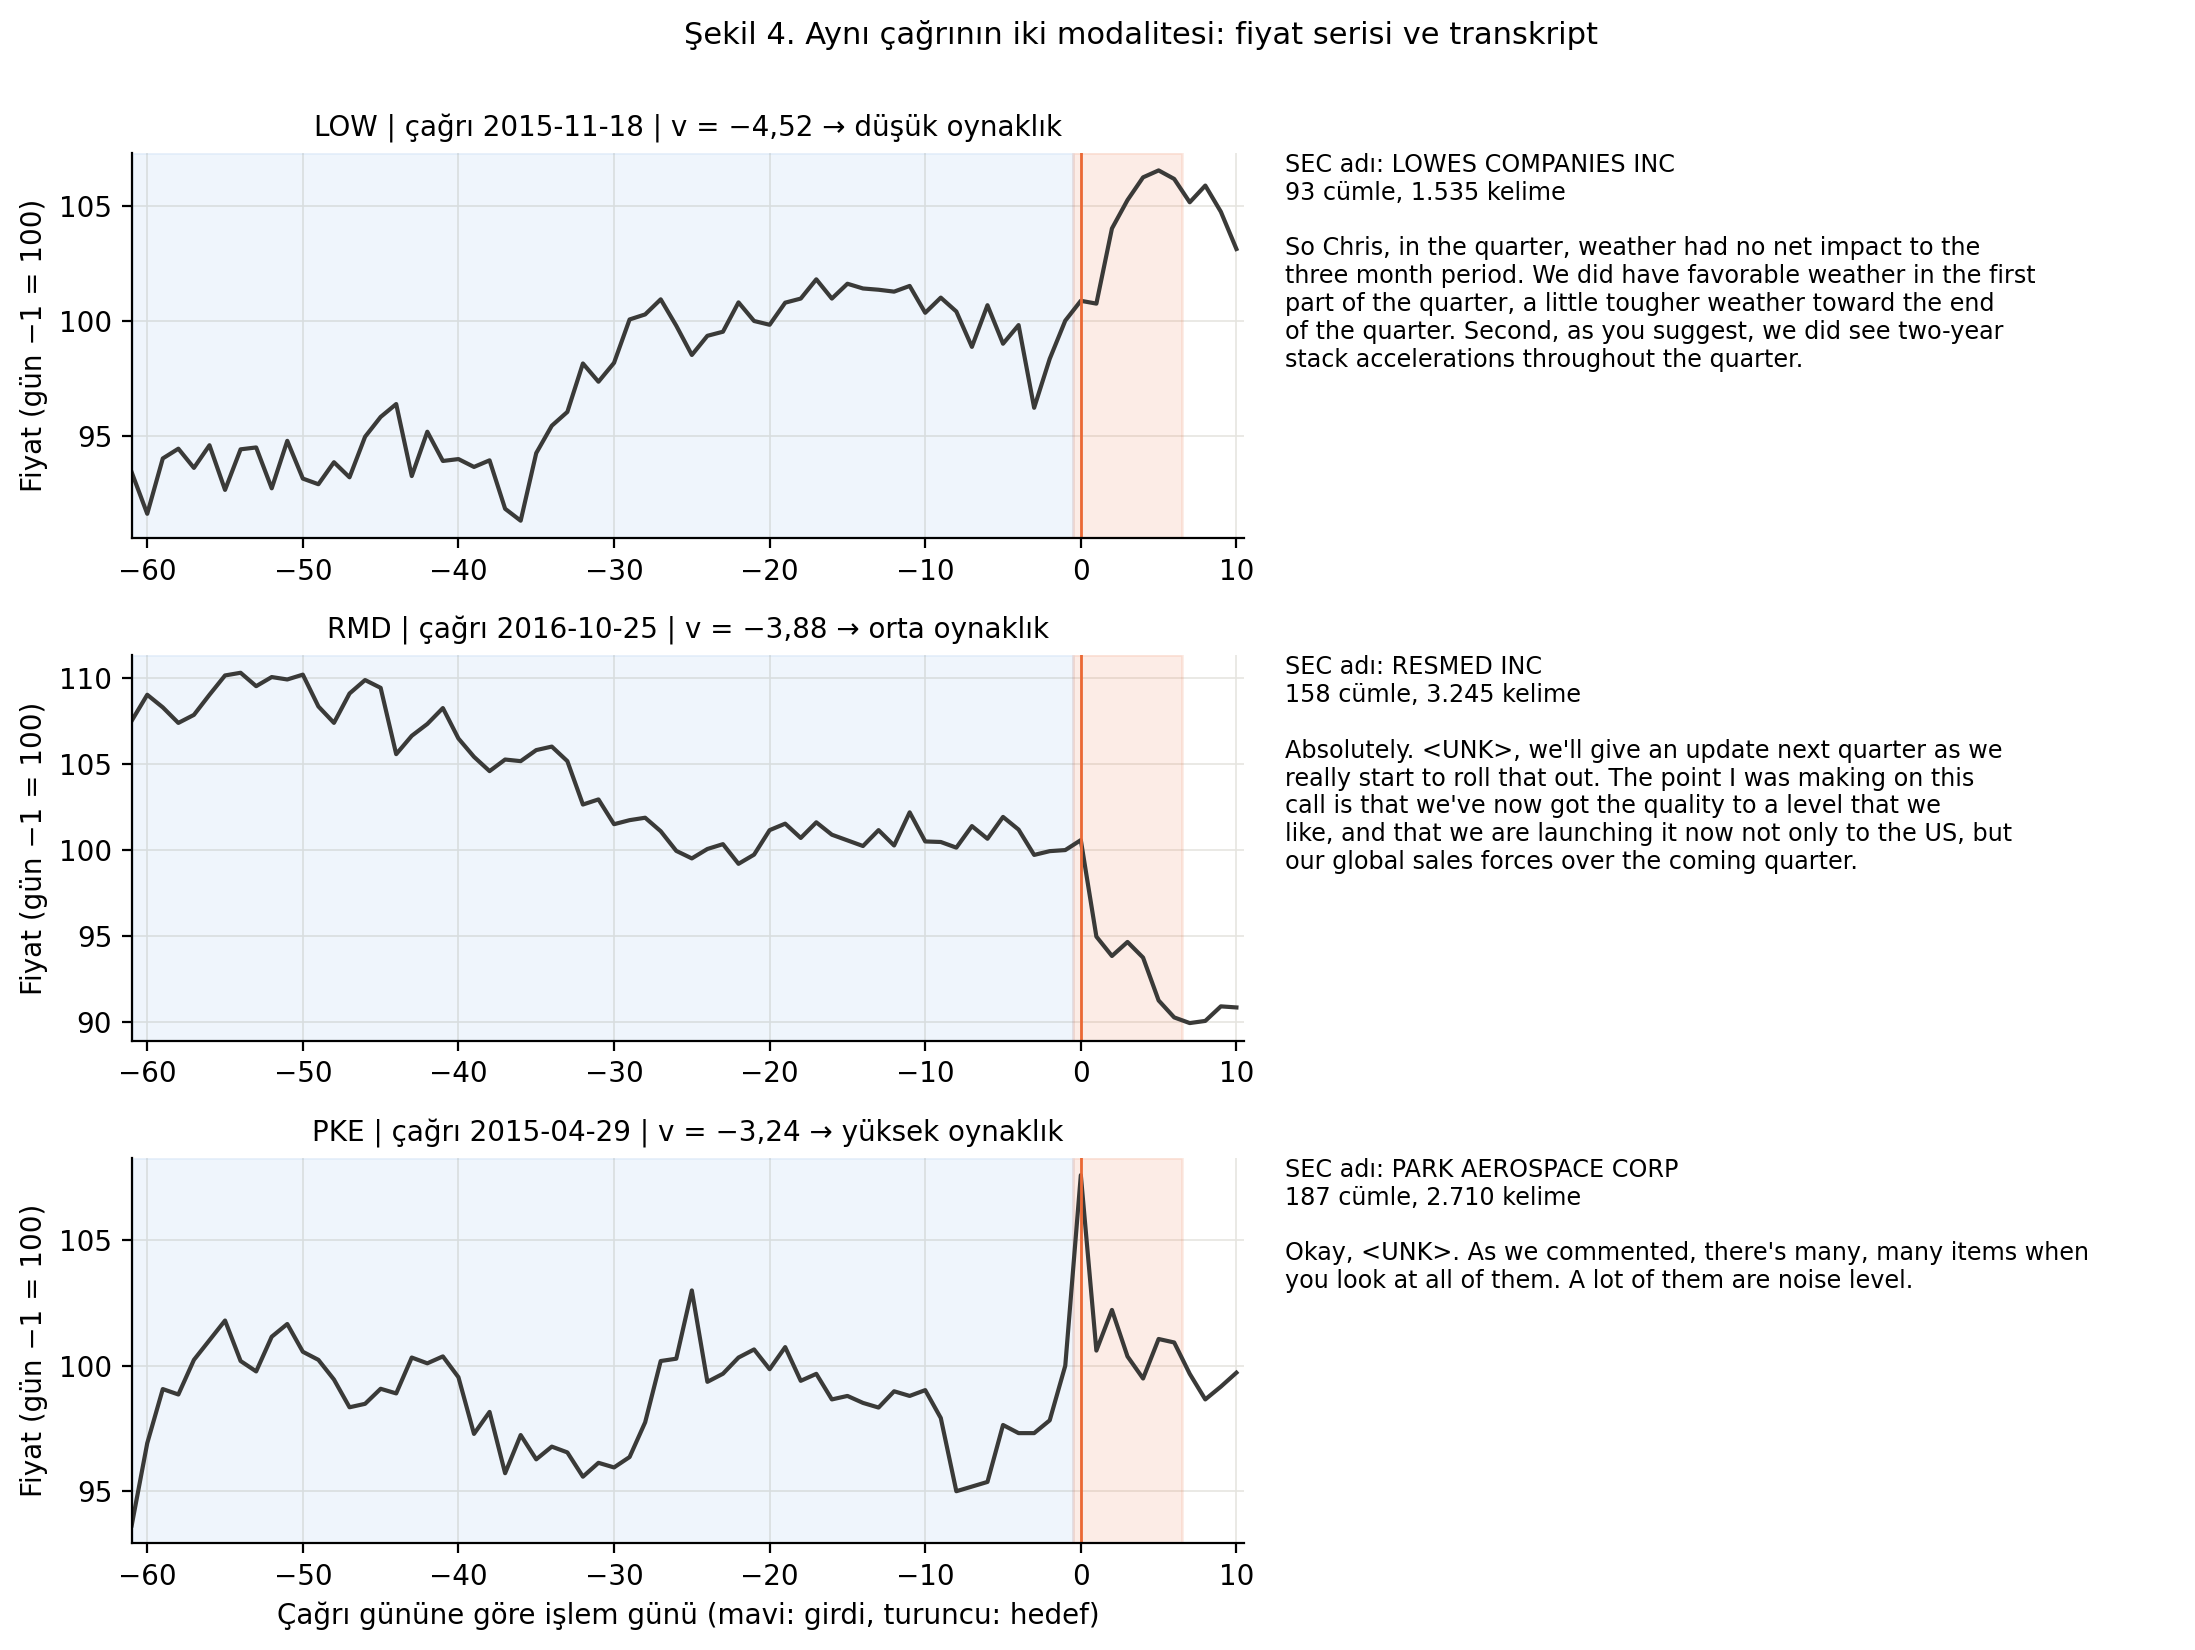 Şekil 4. Aynı çağrının iki modalitesi: fiyat serisi ve transkript
LOW | çağrı 2015-11-18 | v = −4,52 → düşük oynaklık
Fiyat (gün −1 = 100)
105
100
95
−60
−50
−40
−30
−20
−10
0
10
SEC adı: LOWES COMPANIES INC
93 cümle, 1.535 kelime
So Chris, in the quarter, weather had no net impact to the
three month period. We did have favorable weather in the first
part of the quarter, a little tougher weather toward the end
of the quarter. Second, as you suggest, we did see two-year
stack accelerations throughout the quarter.
RMD | çağrı 2016-10-25 | v = −3,88 → orta oynaklık
Fiyat (gün −1 = 100)
110
105
100
95
90
−60
−50
−40
−30
−20
−10
0
10
SEC adı: RESMED INC
158 cümle, 3.245 kelime
Absolutely. <UNK>, we'll give an update next quarter as we
really start to roll that out. The point I was making on this
call is that we've now got the quality to a level that we
like, and that we are launching it now not only to the US, but
our global sales forces over the coming quarter.
PKE | çağrı 2015-04-29 | v = −3,24 → yüksek oynaklık
Fiyat (gün −1 = 100)
105
100
95
−60
−50
−40
−30
−20
−10
0
10
Çağrı gününe göre işlem günü (mavi: girdi, turuncu: hedef)
SEC adı: PARK AEROSPACE CORP
187 cümle, 2.710 kelime
Okay, <UNK>. As we commented, there's many, many items when
you look at all of them. A lot of them are noise level.